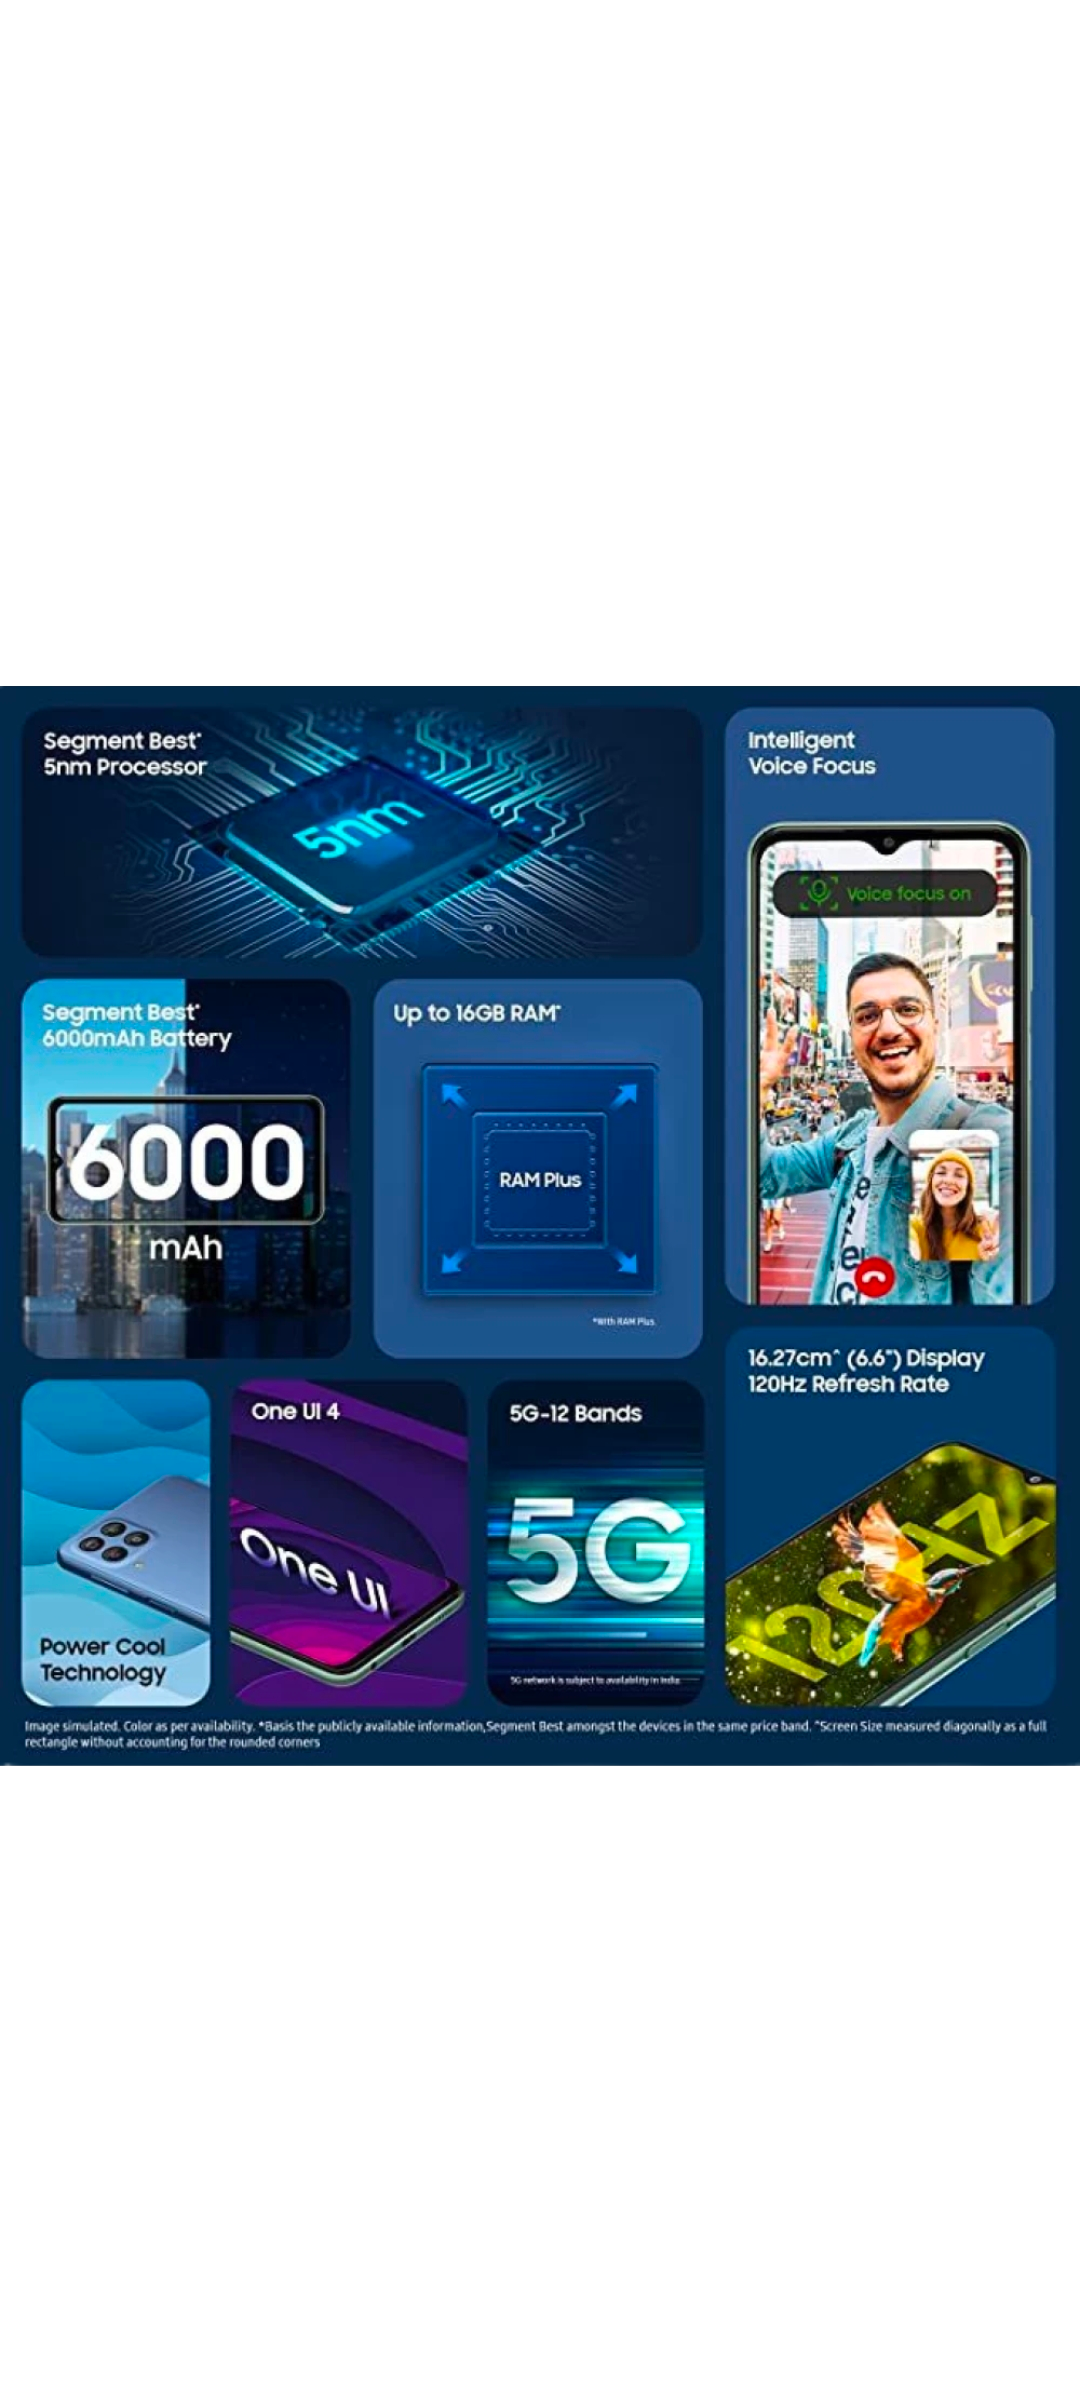 Segment Best*
5nm Processor
5nm
Intelligent
Voice Focus
Voice focus on
Segment Best*
6000mAh Battery
6000
mAh
Up to 16GB RAM*
RAM Plus
*With RAM Plus
16.27cm^ (6.6") Display
120Hz Refresh Rate
120HZ
Power Cool
Technology
One UI 4
One UI
5G-12 Bands
5G
5G network is subject to availability in India.
Image simulated. Color as per availability. *Basis the publicly available information,Segment Best amongst the devices in the same price band. ^Screen Size measured diagonally as a full
rectangle without accounting for the rounded corners